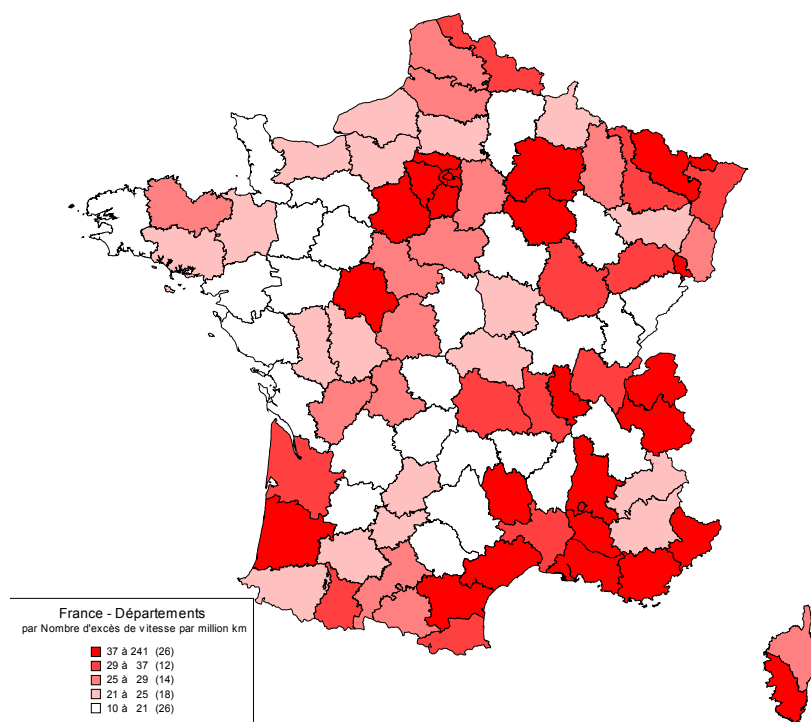 France - Départements
par Nombre d'excès de vitesse par million km
37 à 241 (26)
29 à 37 (12)
25 à 29 (14)
21 à 25 (18)
10 à 21 (26)